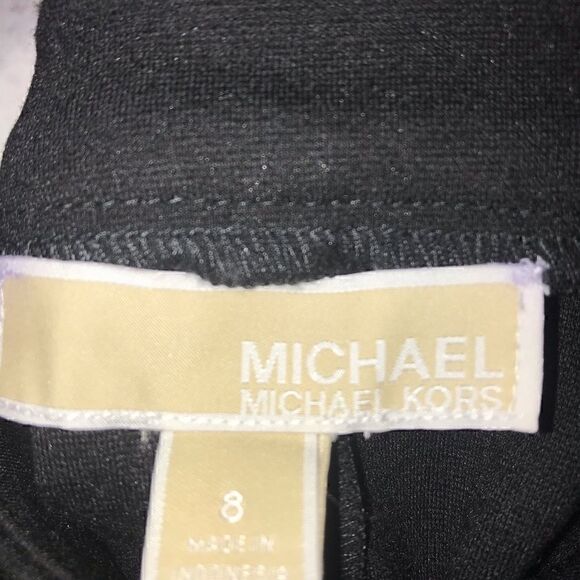 MICHAEL
MICHAEL KORS
8
MADE IN
INDONESIA